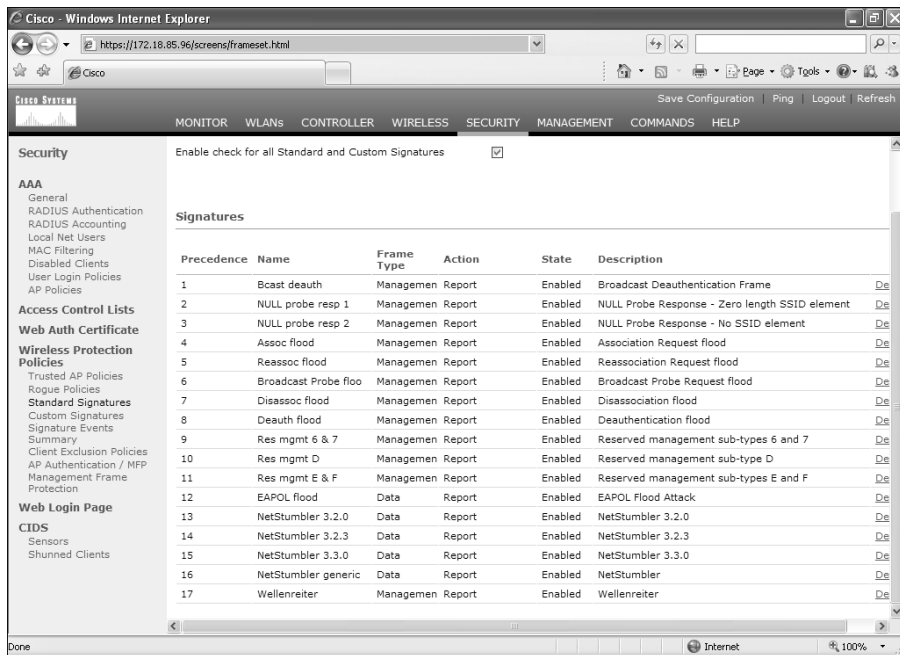 Cisco - Windows Internet Explorer
https://172.18.85.96/screens/frameset.html
Cisco
Page Tools
CISCO SYSTEMS
Save Configuration | Ping | Logout | Refresh
MONITOR WLANs CONTROLLER WIRELESS SECURITY MANAGEMENT COMMANDS HELP
Security
AAA
General
RADIUS Authentication
RADIUS Accounting
Local Net Users
MAC Filtering
Disabled Clients
User Login Policies
AP Policies
Access Control Lists
Web Auth Certificate
Wireless Protection
Policies
Trusted AP Policies
Rogue Policies
Standard Signatures
Custom Signatures
Signature Events
Summary
Client Exclusion Policies
AP Authentication / MFP
Management Frame
Protection
Web Login Page
CIDS
Sensors
Shunned Clients
Enable check for all Standard and Custom Signatures
Signatures
Precedence Name Frame Type Action State Description
1 Bcast deauth Managemen Report Enabled Broadcast Deauthentication Frame De
2 NULL probe resp 1 Managemen Report Enabled NULL Probe Response - Zero length SSID element De
3 NULL probe resp 2 Managemen Report Enabled NULL Probe Response - No SSID element De
4 Assoc flood Managemen Report Enabled Association Request flood De
5 Reassoc flood Managemen Report Enabled Reassociation Request flood De
6 Broadcast Probe floo Managemen Report Enabled Broadcast Probe Request flood De
7 Disassoc flood Managemen Report Enabled Disassociation flood De
8 Deauth flood Managemen Report Enabled Deauthentication flood De
9 Res mgmt 6 & 7 Managemen Report Enabled Reserved management sub-types 6 and 7 De
10 Res mgmt D Managemen Report Enabled Reserved management sub-type D De
11 Res mgmt E & F Managemen Report Enabled Reserved management sub-types E and F De
12 EAPOL flood Data Report Enabled EAPOL Flood Attack De
13 NetStumbler 3.2.0 Data Report Enabled NetStumbler 3.2.0 De
14 NetStumbler 3.2.3 Data Report Enabled NetStumbler 3.2.3 De
15 NetStumbler 3.3.0 Data Report Enabled NetStumbler 3.3.0 De
16 NetStumbler generic Data Report Enabled NetStumbler De
17 Wellenreiter Managemen Report Enabled Wellenreiter De
Done Internet 100%